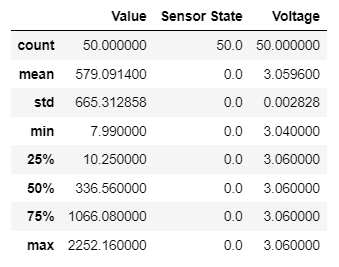 Value Sensor State Voltage
count 50.000000 50.0 50.000000
mean 579.091400 0.0 3.059600
std 665.312858 0.0 0.002828
min 7.990000 0.0 3.040000
25% 10.250000 0.0 3.060000
50% 336.560000 0.0 3.060000
75% 1066.080000 0.0 3.060000
max 2252.160000 0.0 3.060000